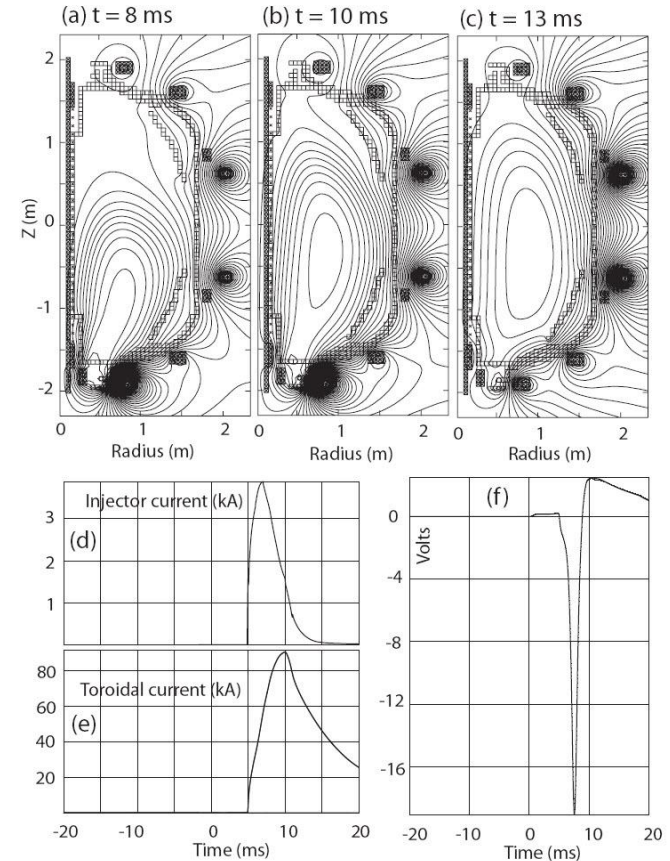 (a) t = 8 ms
(b) t = 10 ms
(c) t = 13 ms
2
1
0
-1
-2
Z (m)
0 1 2
0 1 2
0 1 2
Radius (m)
Radius (m)
Radius (m)
Injector current (kA)
(d)
3
2
1
Toroidal current (kA)
(e)
80
60
40
20
-20 -10 0 10 20
Time (ms)
(f)
Volts
0
-4
-8
-12
-16
-20 -10 0 10 20
Time (ms)